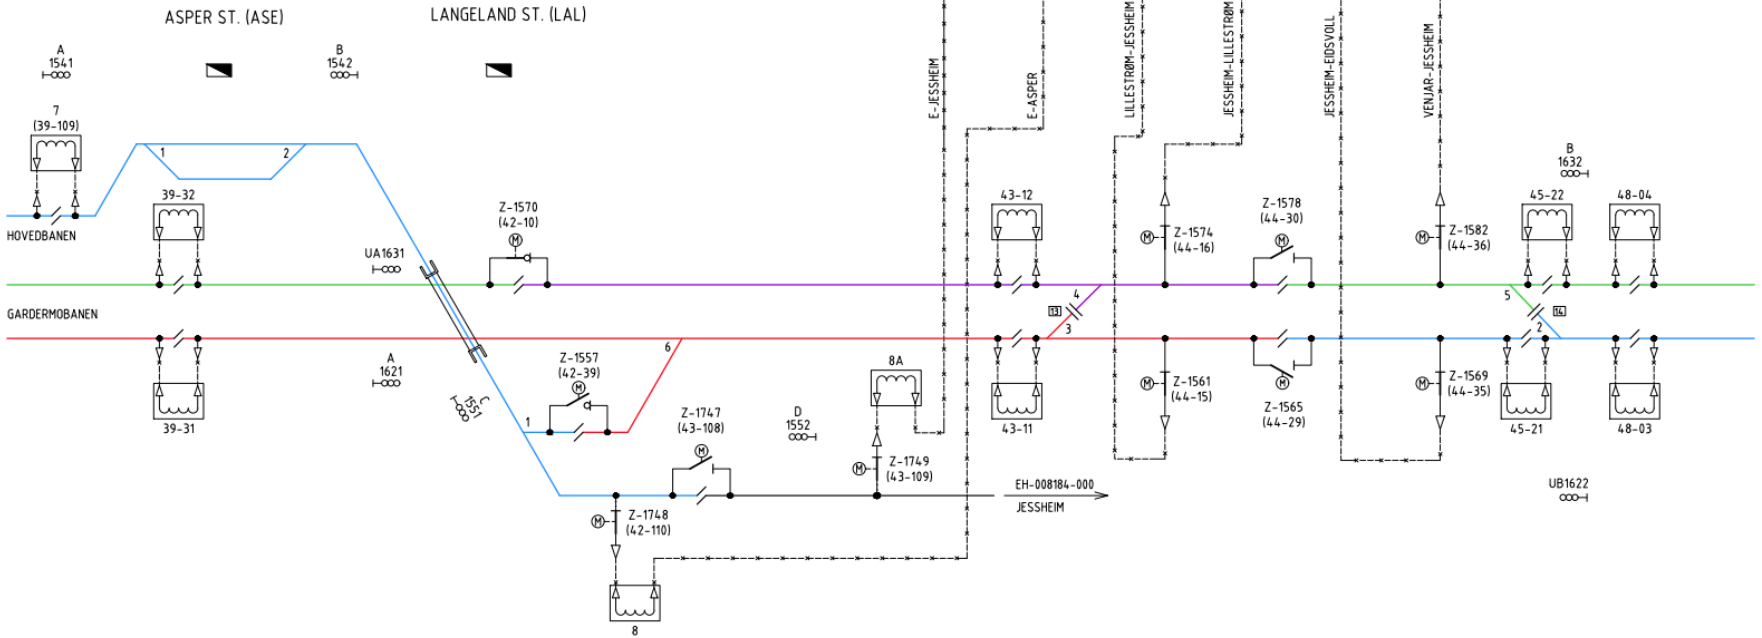 ASPER ST. (ASE)
LANGELAND ST. (LAL)
A
1541
B
1542
E-JESSHEIM
E-ASPER
LILLESTRØM-JESSHEIM
JESSHEIM-LILLESTRØM
JESSHEIM-EIDSVOLL
VENJAR-JESSHEIM
7
(39-109)
1
2
B
1632
39-32
Z-1570
(42-10)
43-12
Z-1578
(44-30)
45-22
48-04
HOVEDBANEN
M
M
Z-1574
(44-16)
M
M
Z-1582
(44-36)
UA1631
GARDERMOBANEN
4
13
3
5
14
2
6
A
1621
Z-1557
(42-39)
M
8A
M
Z-1561
(44-15)
M
Z-1565
(44-29)
M
Z-1569
(44-35)
C
1551
39-31
1
Z-1747
(43-108)
M
D
1552
43-11
45-21
48-03
M
Z-1749
(43-109)
EH-008184-000
JESSHEIM
UB1622
M
Z-1748
(42-110)
8